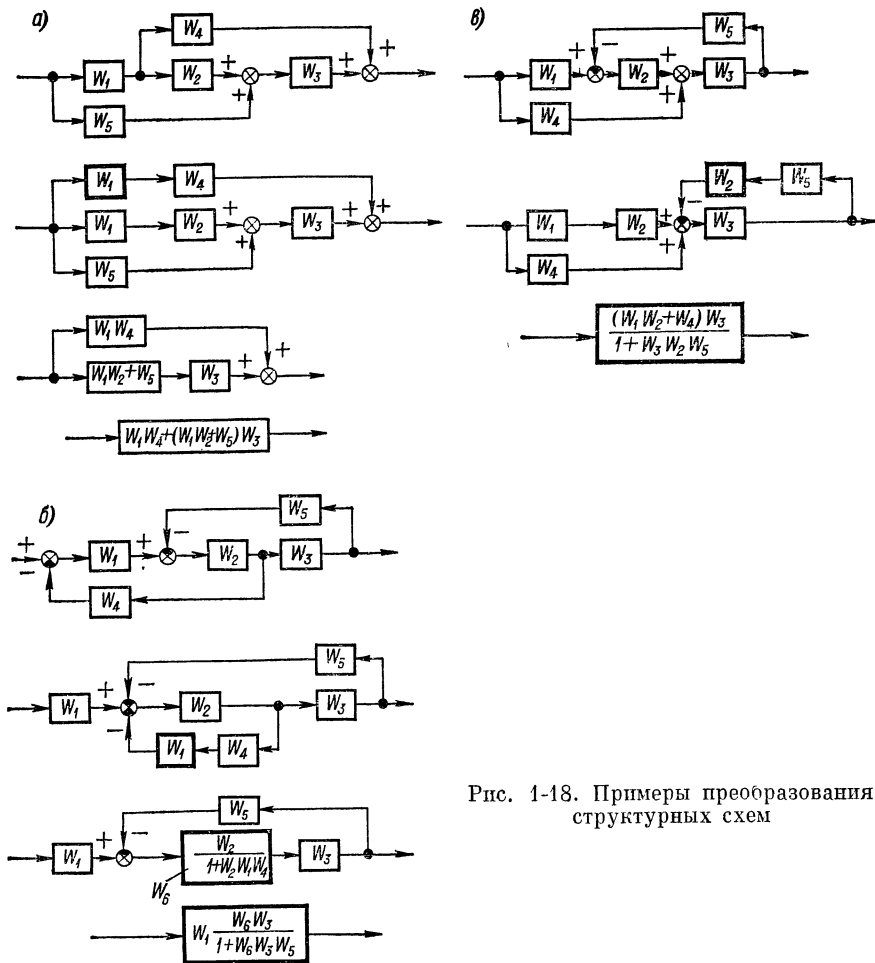 а)
W₄
W₁ W₂ + W₃ + +
+
W₅
W₁ W₄
W₁ W₂ + W₃ + +
+
W₅
W₁W₄
+
W₁W₂+W₅ W₃ +
W₁W₄+(W₁W₂+W₅)W₃
в)
W₅
−
W₁ + W₂ + W₃
+
W₄
W₂ W₅
−
W₁ W₂ + W₃
+
W₄
(W₁W₂+W₄)W₃
1+W₃W₂W₅
б)
W₅
−
+ W₁ + W₂ W₃
−
W₄
W₅
−
W₁ + W₂ W₃
−
W₁ W₄
W₅
−
W₁ + W₂ W₃
1+W₂W₁W₄
W₆
W₁ W₆W₃
1+W₆W₃W₅
Рис. 1-18. Примеры преобразования
структурных схем